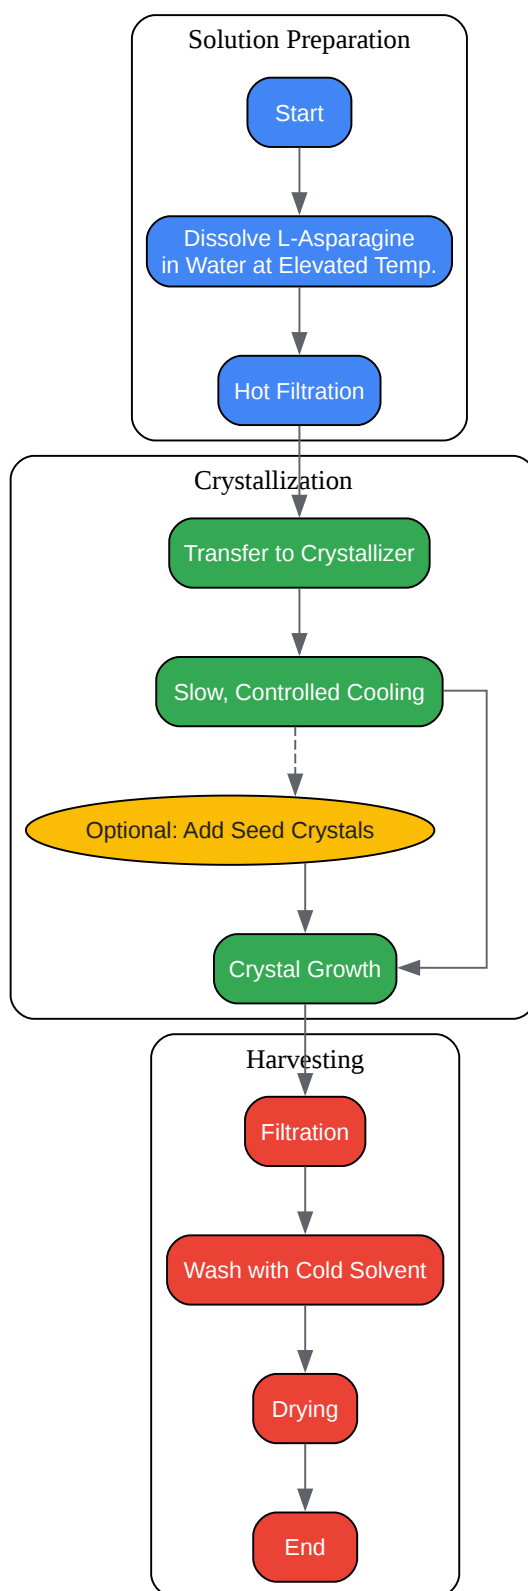 Solution Preparation
Start
Dissolve L-Asparagine
in Water at Elevated Temp.
Hot Filtration
Crystallization
Transfer to Crystallizer
Slow, Controlled Cooling
Optional: Add Seed Crystals
Crystal Growth
Harvesting
Filtration
Wash with Cold Solvent
Drying
End